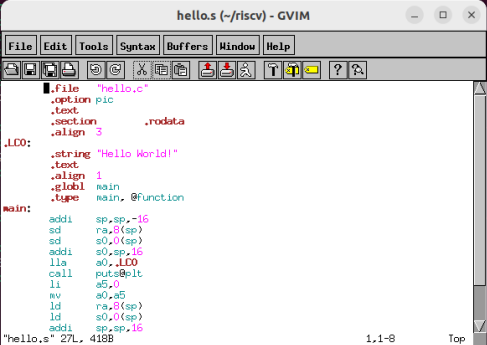 hello.s (~/riscv) - GVIM
File Edit Tools Syntax Buffers Window Help
.file "hello.c"
.option pic
.text
.section .rodata
.align 3
.LC0:
.string "Hello World!"
.text
.align 1
.globl main
.type main, @function
main:
addi sp,sp,-16
sd ra,8(sp)
sd s0,0(sp)
addi s0,sp,16
lla a0,.LC0
call puts@plt
li a5,0
mv a0,a5
ld ra,8(sp)
ld s0,0(sp)
addi sp,sp,16
"hello.s" 27L, 418B 1,1-8 Top